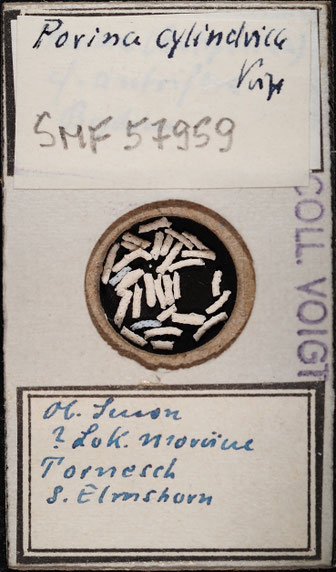 Porina cylindrica
Voigt
SMF 57959
COLL. VOIGT
Ob. Senon
? Lok. Moräne
Tornesch
S. Elmshorn